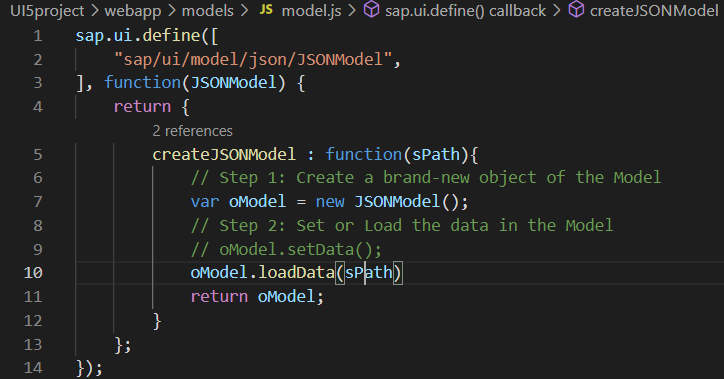 UI5project > webapp > models > JS model.js > sap.ui.define() callback > createJSONModel
1 sap.ui.define([
2     "sap/ui/model/json/JSONModel",
3 ], function(JSONModel) {
4     return {
2 references
5         createJSONModel : function(sPath){
6             // Step 1: Create a brand-new object of the Model
7             var oModel = new JSONModel();
8             // Step 2: Set or Load the data in the Model
9             // oModel.setData();
10             oModel.loadData(sPath)
11             return oModel;
12         }
13     };
14 });